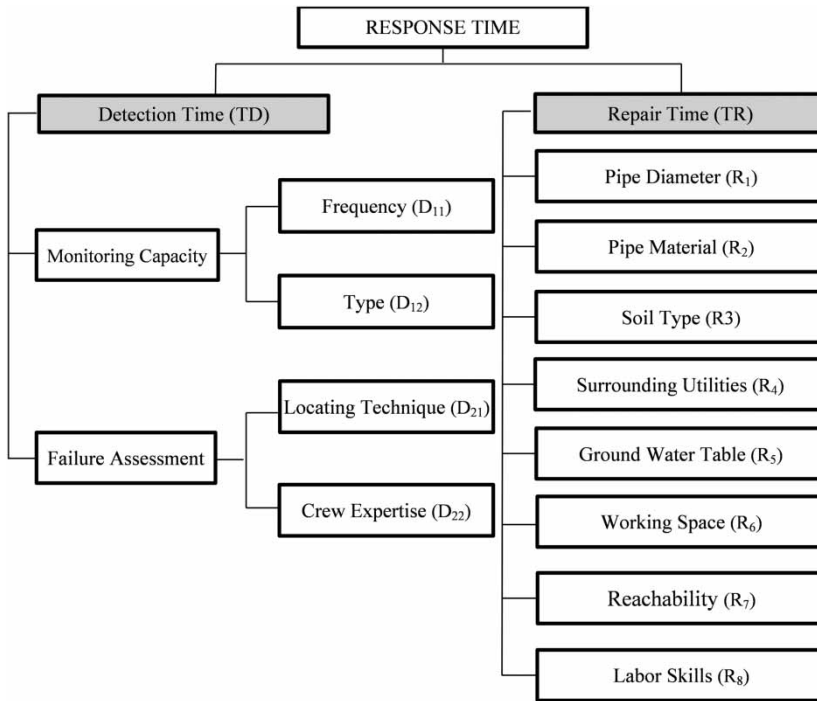 RESPONSE TIME
Detection Time (TD)
Monitoring Capacity
Frequency (D₁₁)
Type (D₁₂)
Failure Assessment
Locating Technique (D₂₁)
Crew Expertise (D₂₂)
Repair Time (TR)
Pipe Diameter (R₁)
Pipe Material (R₂)
Soil Type (R3)
Surrounding Utilities (R₄)
Ground Water Table (R₅)
Working Space (R₆)
Reachability (R₇)
Labor Skills (R₈)